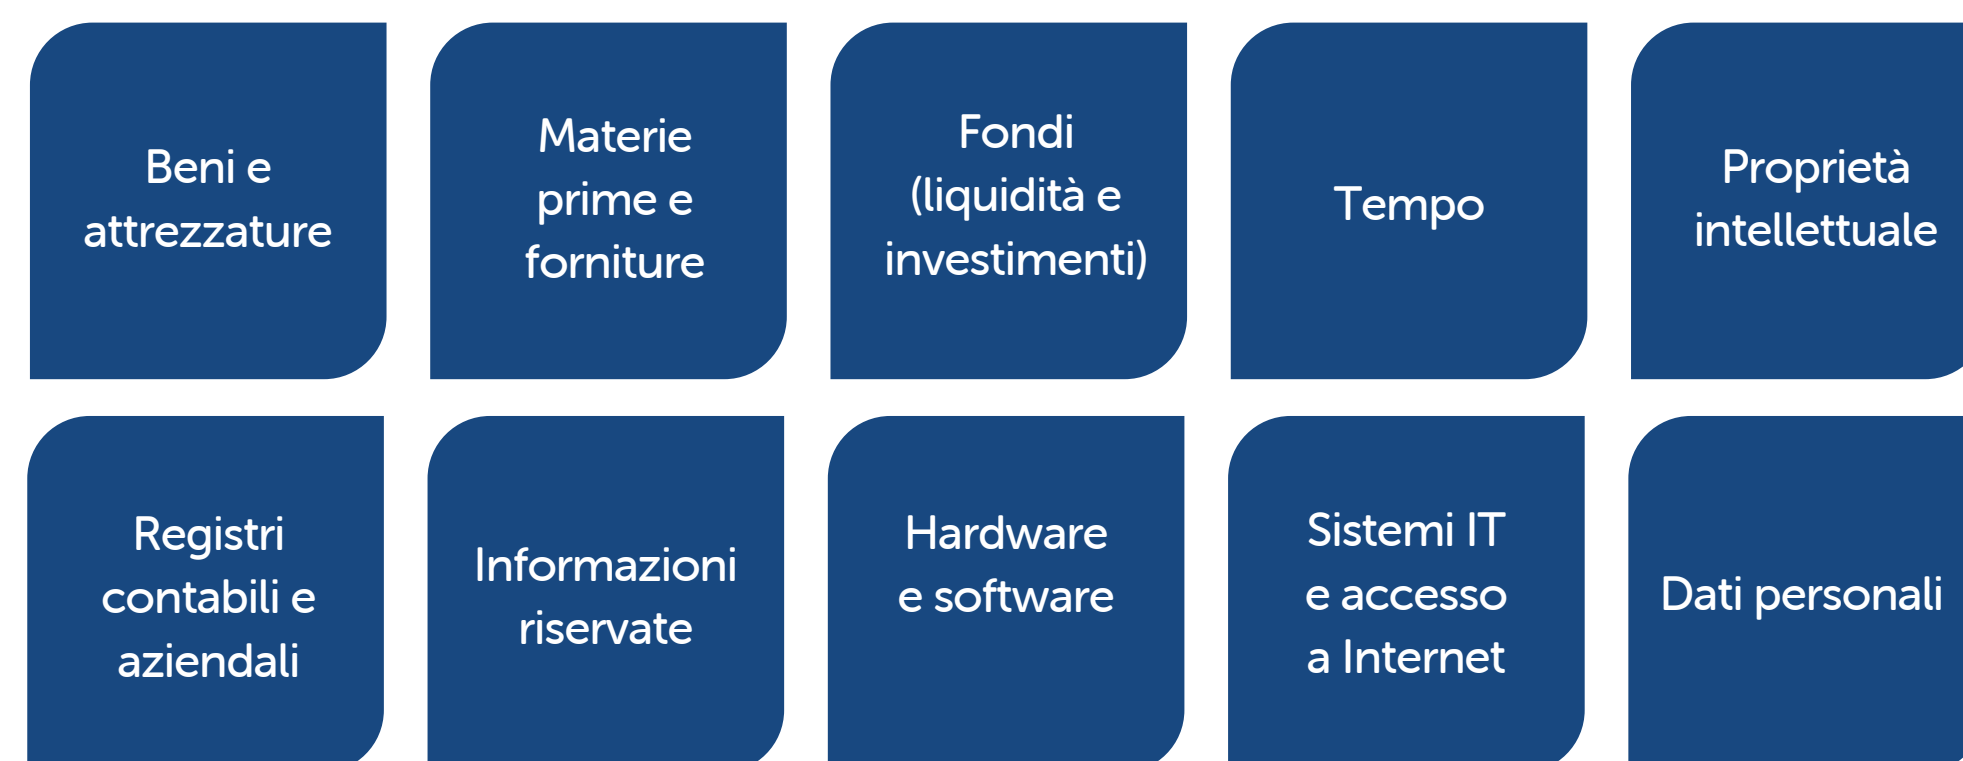 Beni e
attrezzature
Materie
prime e
forniture
Fondi
(liquidità e
investimenti)
Tempo
Proprietà
intellettuale
Registri
contabili e
aziendali
Informazioni
riservate
Hardware
e software
Sistemi IT
e accesso
a Internet
Dati personali